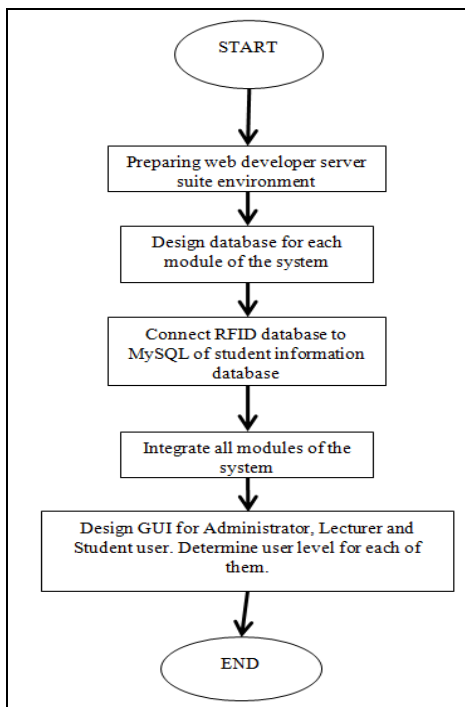 START
Preparing web developer server
suite environment
Design database for each
module of the system
Connect RFID database to
MySQL of student information
database
Integrate all modules of the
system
Design GUI for Administrator, Lecturer and
Student user. Determine user level for each of
them.
END